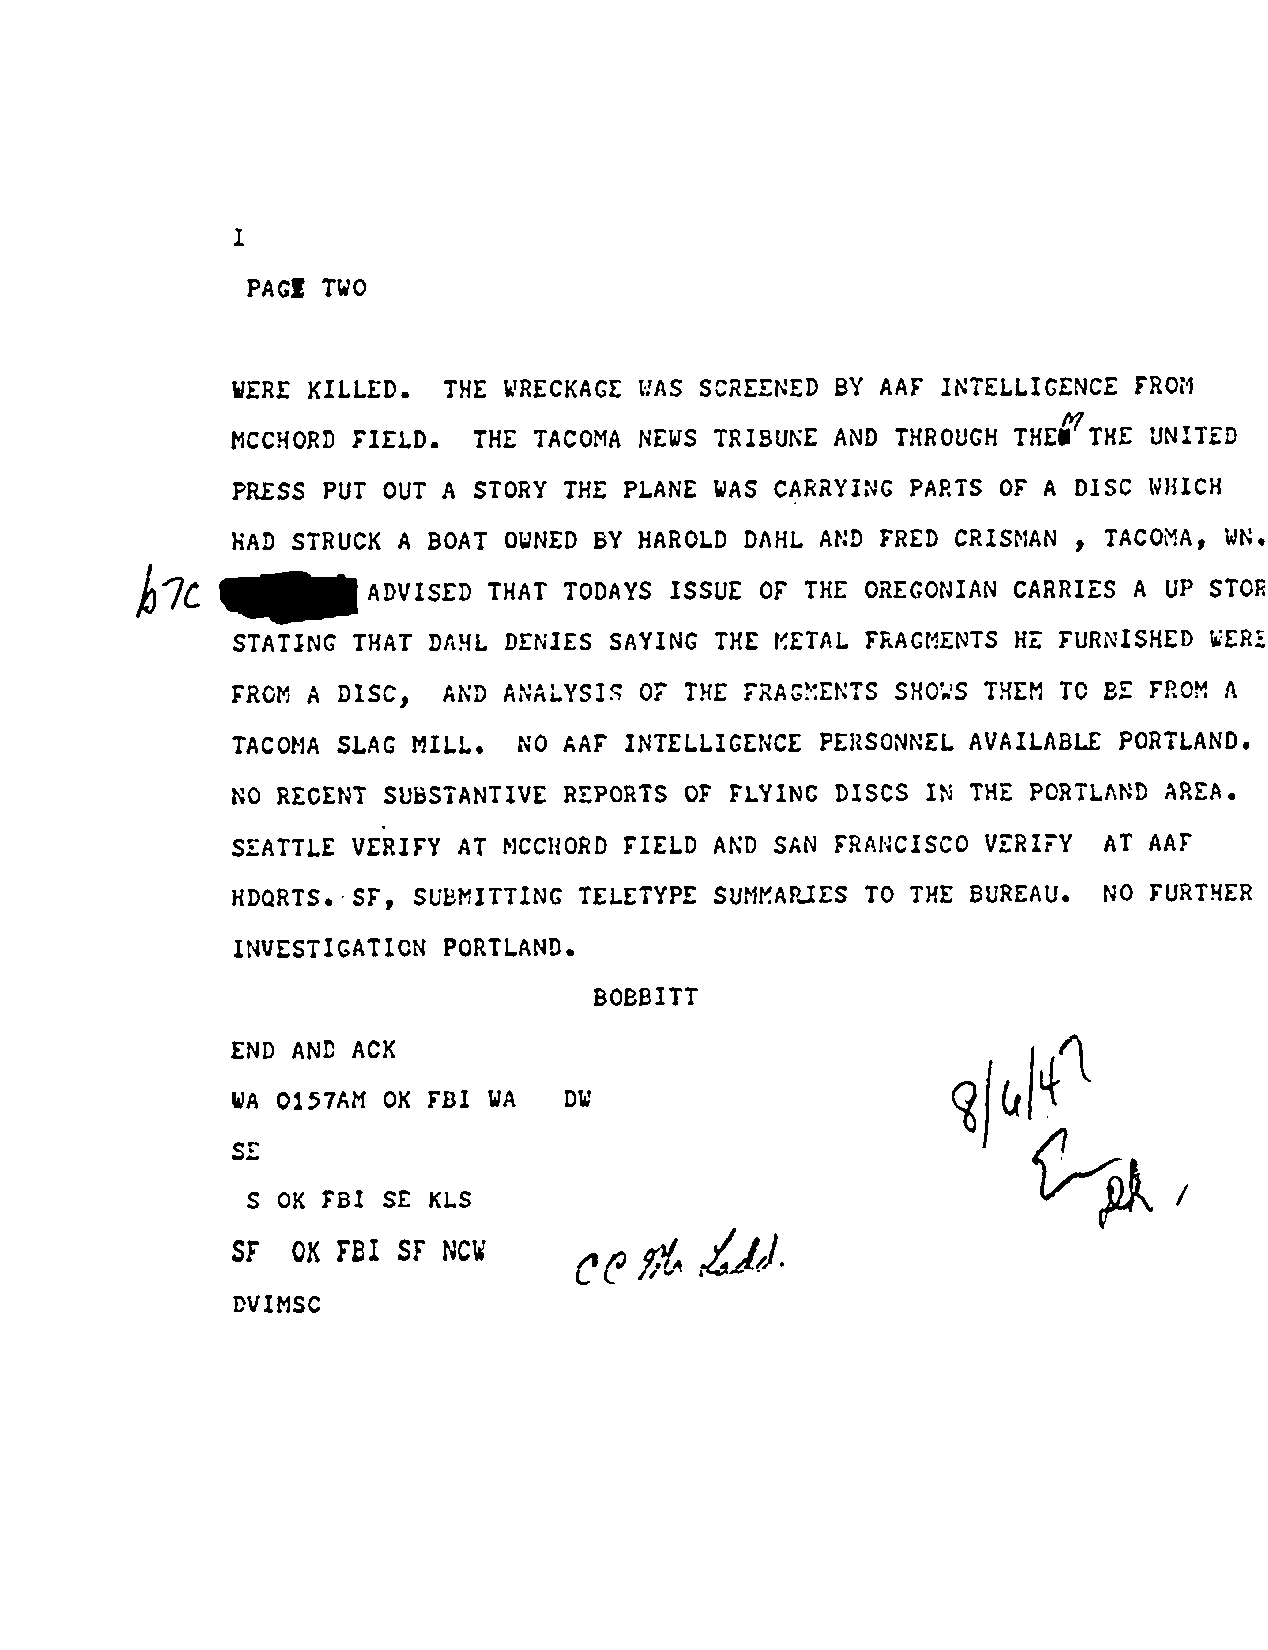 I
PAGE TWO
WERE KILLED. THE WRECKAGE WAS SCREENED BY AAF INTELLIGENCE FROM
MCCHORD FIELD. THE TACOMA NEWS TRIBUNE AND THROUGH THEM THE UNITED
PRESS PUT OUT A STORY THE PLANE WAS CARRYING PARTS OF A DISC WHICH
HAD STRUCK A BOAT OWNED BY HAROLD DAHL AND FRED CRISMAN , TACOMA, WN.
b7C ADVISED THAT TODAYS ISSUE OF THE OREGONIAN CARRIES A UP STOR
STATING THAT DAHL DENIES SAYING THE METAL FRAGMENTS HE FURNISHED WERE
FROM A DISC, AND ANALYSIS OF THE FRAGMENTS SHOWS THEM TO BE FROM A
TACOMA SLAG MILL. NO AAF INTELLIGENCE PERSONNEL AVAILABLE PORTLAND.
NO RECENT SUBSTANTIVE REPORTS OF FLYING DISCS IN THE PORTLAND AREA.
SEATTLE VERIFY AT MCCHORD FIELD AND SAN FRANCISCO VERIFY AT AAF
HDQRTS. SF, SUBMITTING TELETYPE SUMMARIES TO THE BUREAU. NO FURTHER
INVESTIGATION PORTLAND.
BOBBITT
END AND ACK
WA 0157AM OK FBI WA DW
8/6/47
SE
S OK FBI SE KLS
SF OK FBI SF NCW
CC Mr Ladd.
DVIMSC